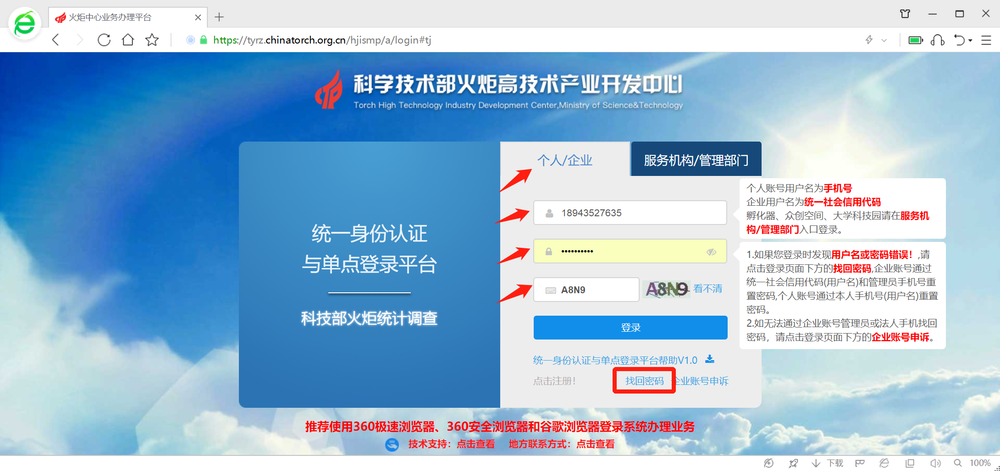 火炬中心业务办理平台
https://tyrz.chinatorch.org.cn/hjismp/a/login#tj
科学技术部火炬高技术产业开发中心
Torch High Technology Industry Development Center,Ministry of Science&Technology
个人/企业
服务机构/管理部门
统一身份认证
与单点登录平台
科技部火炬统计调查
18943527635
••••••••••
A8N9
A8N9
看不清
登录
统一身份认证与单点登录平台帮助V1.0
点击注册！
找回密码
企业账号申诉
个人账号用户名为手机号
企业用户名为统一社会信用代码
孵化器、众创空间、大学科技园请在服务机
构/管理部门入口登录。
1.如果您登录时发现用户名或密码错误！,请
点击登录页面下方的找回密码,企业账号通过
统一社会信用代码(用户名)和管理员手机号重
置密码,个人账号通过本人手机号(用户名)重置
密码。
2.如无法通过企业账号管理员或法人手机找回
密码，请点击登录页面下方的企业账号申诉。
推荐使用360极速浏览器、360安全浏览器和谷歌浏览器登录系统办理业务
技术支持：点击查看 地方联系方式：点击查看
下载
100%